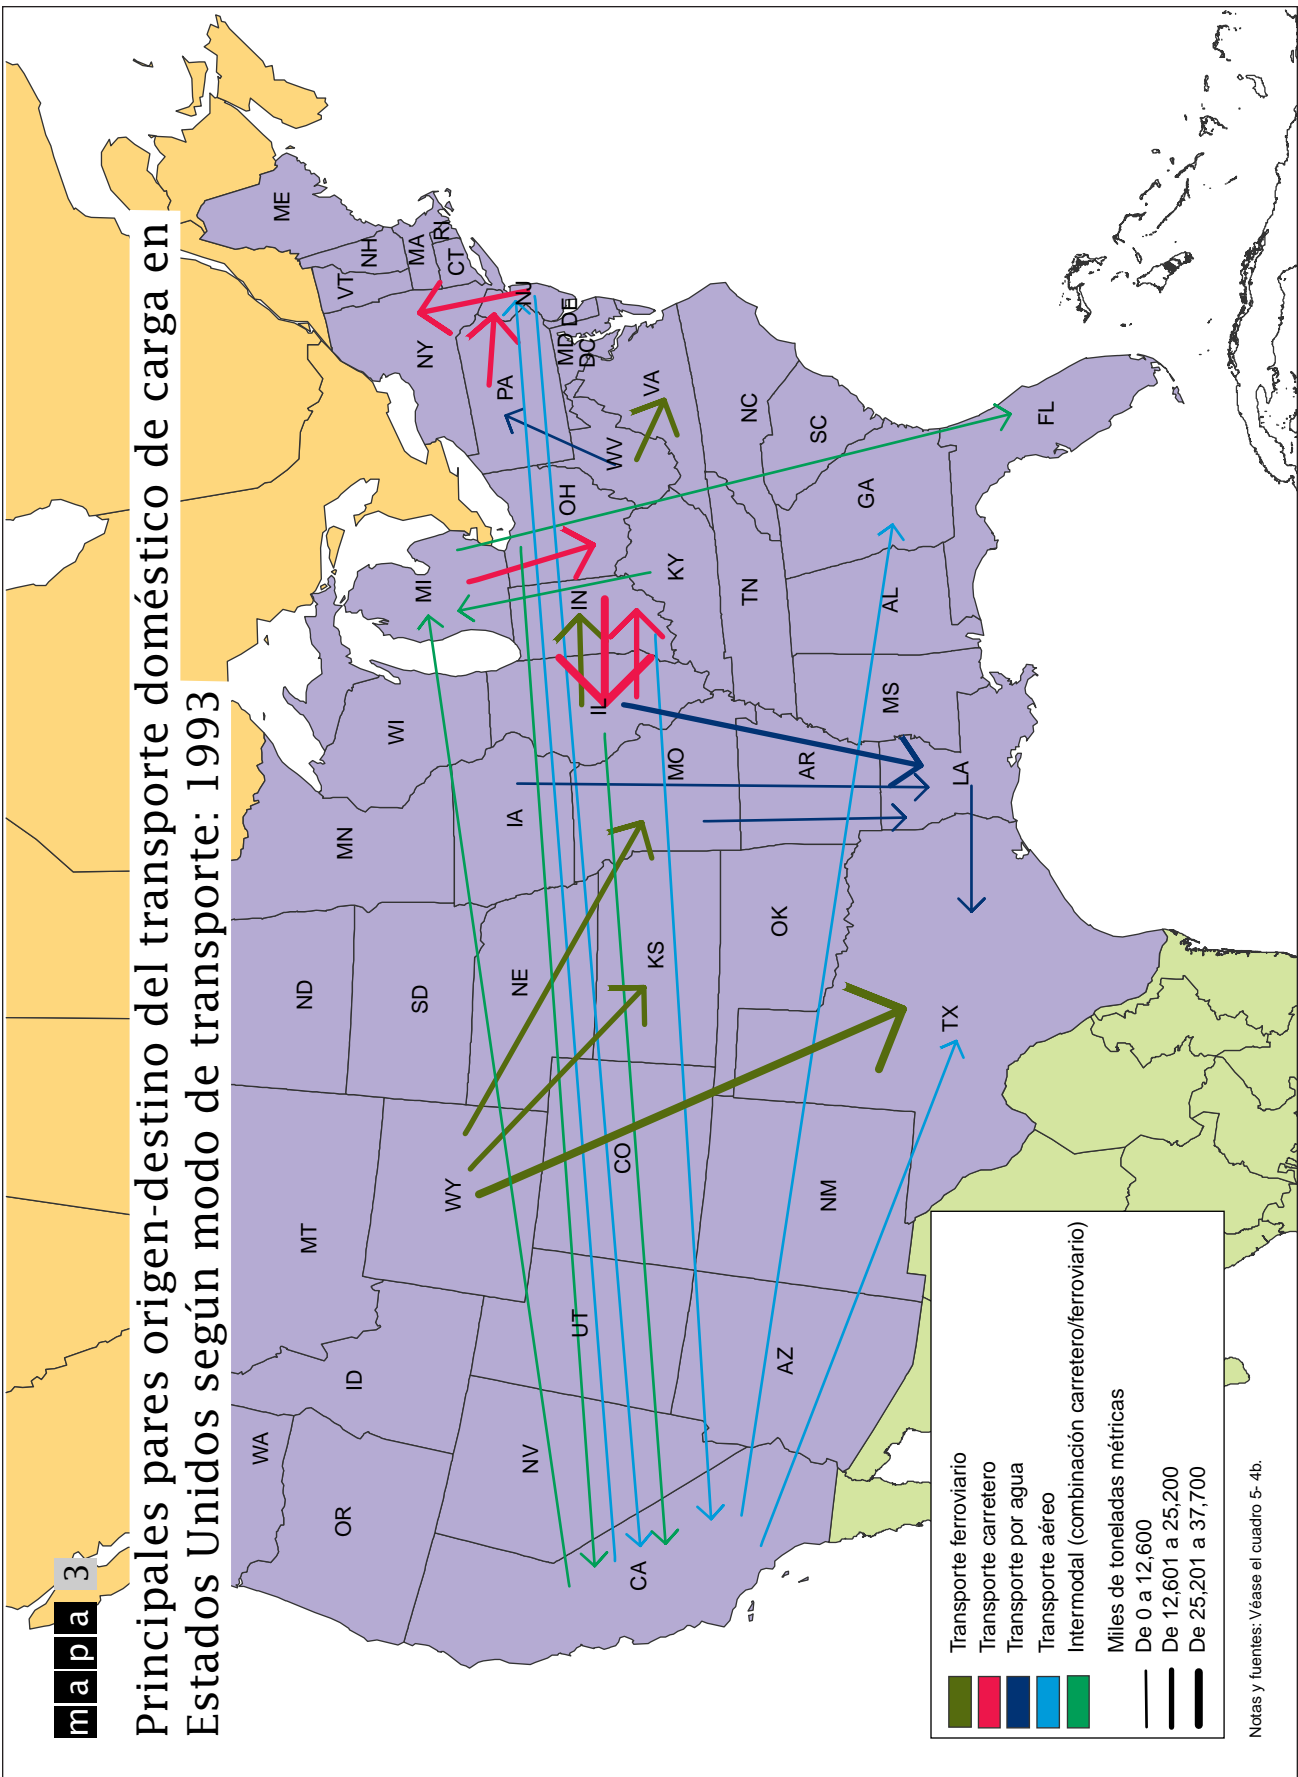 mapa 3
Principales pares origen-destino del transporte doméstico de carga en
Estados Unidos según modo de transporte: 1993
WA
OR
CA
NV
ID
MT
WY
UT
AZ
CO
NM
ND
SD
NE
KS
OK
TX
MN
IA
MO
AR
LA
WI
IL
MS
MI
IN
KY
TN
AL
OH
GA
WV
VA
NC
SC
FL
PA
NY
NJ
MD
DE
DC
VT
NH
ME
MA
RI
CT
Transporte ferroviario
Transporte carretero
Transporte por agua
Transporte aéreo
Intermodal (combinación carretero/ferroviario)
Miles de toneladas métricas
De 0 a 12,600
De 12,601 a 25,200
De 25,201 a 37,700
Notas y fuentes: Véase el cuadro 5- 4b.